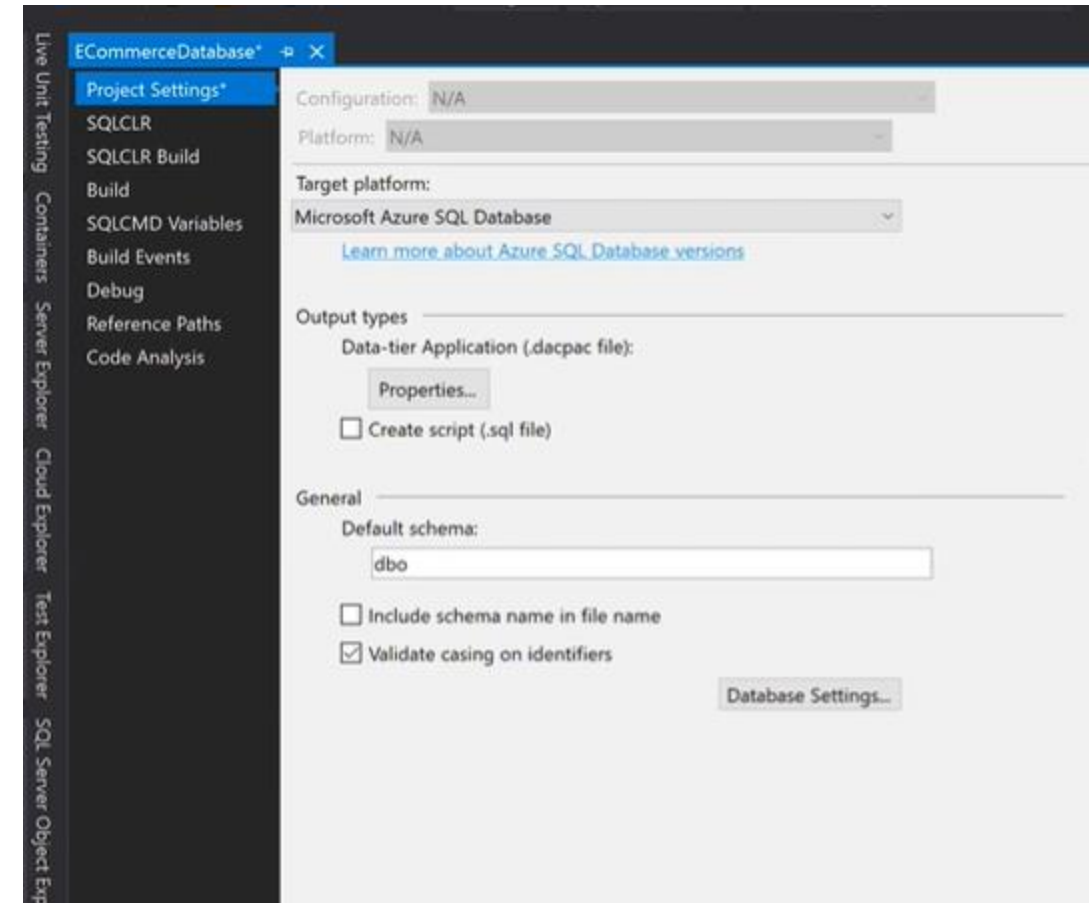 Live Unit Testing
Containers
Server Explorer
Cloud Explorer
Test Explorer
SQL Server Object Exp
ECommerceDatabase*
Project Settings*
SQLCLR
SQLCLR Build
Build
SQLCMD Variables
Build Events
Debug
Reference Paths
Code Analysis
Configuration: N/A
Platform: N/A
Target platform:
Microsoft Azure SQL Database
Learn more about Azure SQL Database versions
Output types
Data-tier Application (.dacpac file):
Properties...
Create script (.sql file)
General
Default schema:
dbo
Include schema name in file name
Validate casing on identifiers
Database Settings...